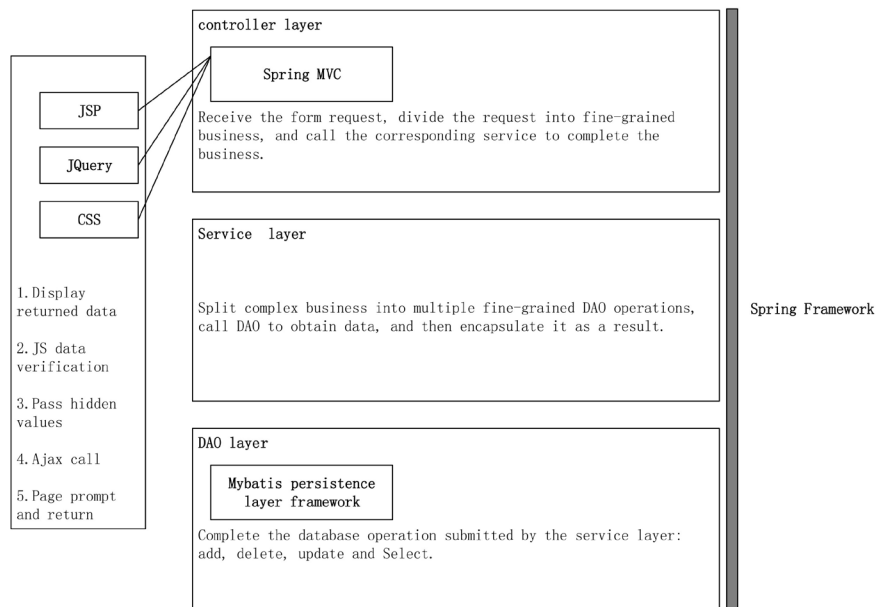 JSP
JQuery
CSS
1.Display
returned data
2.JS data
verification
3.Pass hidden
values
4.Ajax call
5.Page prompt
and return
controller layer
Spring MVC
Receive the form request, divide the request into fine-grained
business, and call the corresponding service to complete the
business.
Service layer
Split complex business into multiple fine-grained DAO operations,
call DAO to obtain data, and then encapsulate it as a result.
DAO layer
Mybatis persistence
layer framework
Complete the database operation submitted by the service layer:
add, delete, update and Select.
Spring Framework